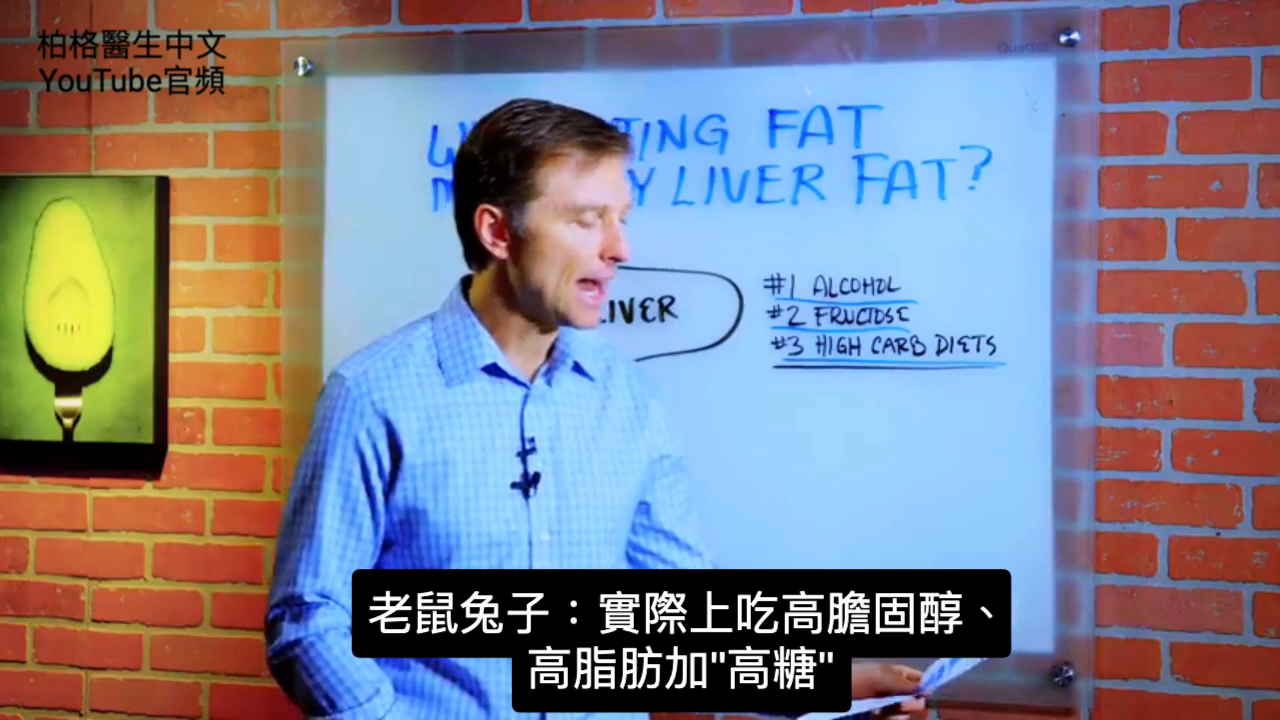 柏格醫生中文
YouTube官頻
Quartet
TING FAT
Y LIVER FAT?
LIVER
#1 ALCOHOL
#2 FRUCTOSE
#3 HIGH CARB DIETS
老鼠兔子：實際上吃高膽固醇、
高脂肪加"高糖"